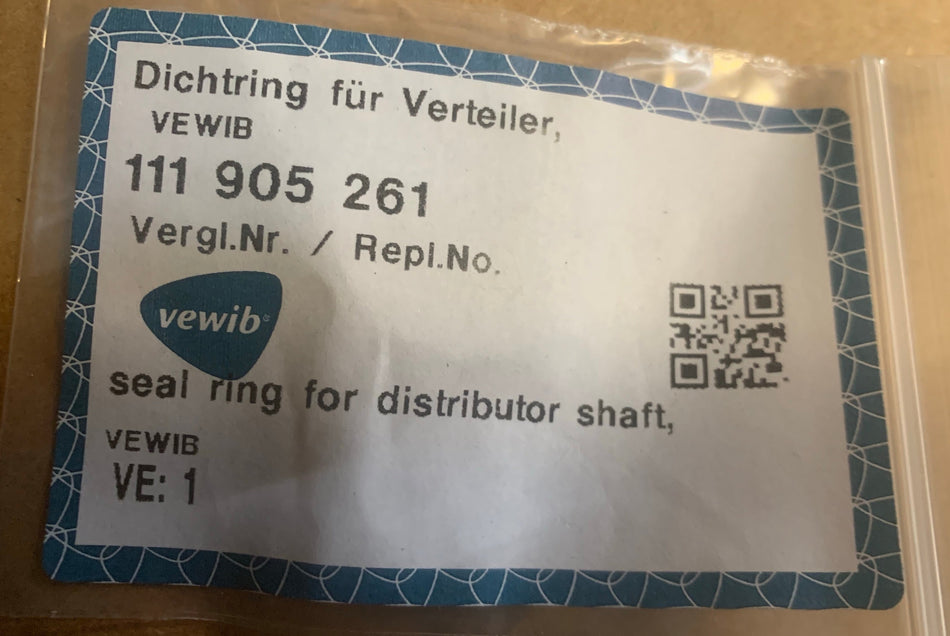 Dichtring für Verteiler,
VEWIB
111 905 261
Vergl.Nr. / Repl.No.
vewib
seal ring for distributor shaft,
VEWIB
VE: 1